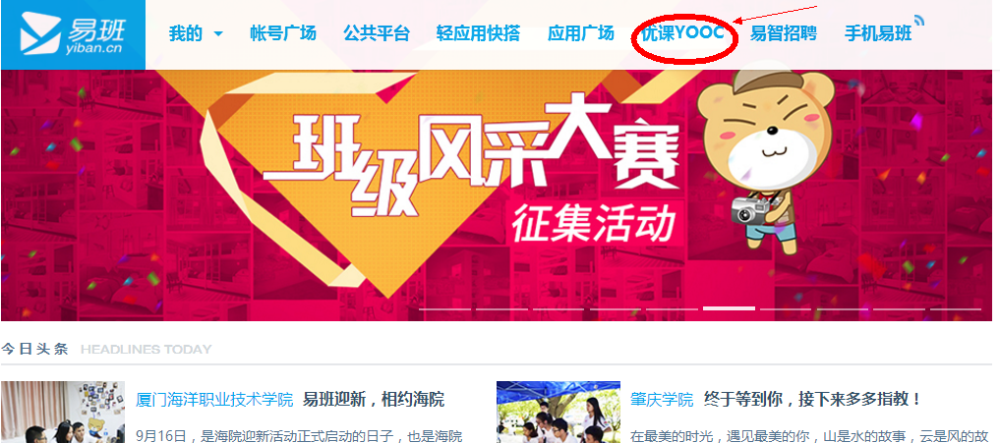 易班
yiban.cn
我的 帐号广场 公共平台 轻应用快搭 应用广场 优课YOOC 易智招聘 手机易班
班级风采大赛
征集活动
今日头条 HEADLINES TODAY
厦门海洋职业技术学院 易班迎新，相约海院
9月16日，是海院迎新活动正式启动的日子，也是海院
肇庆学院 终于等到你，接下来多多指教！
在最美的时光，遇见最美的你，山是水的故事，云是风的故